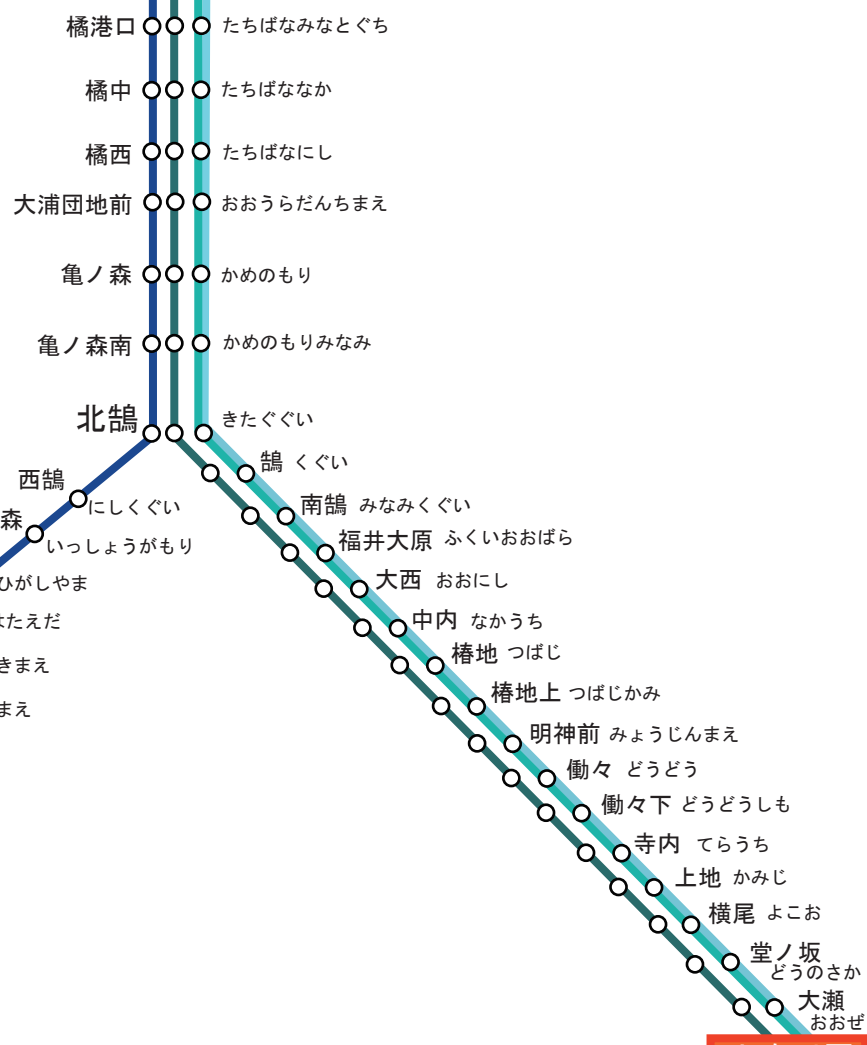 橘港口 たちばなみなとぐち
橘中 たちばななか
橘西 たちばなにし
大浦団地前 おおうらだんちまえ
亀ノ森 かめのもり
亀ノ森南 かめのもりみなみ
北鵠 きたぐぐい
鵠 くぐい
西鵠
にしくぐい
南鵠 みなみくぐい
森
いっしょうがもり
福井大原 ふくいおおばら
ひがしやま
大西 おおにし
はたえだ
中内 なかうち
きまえ
椿地 つばじ
まえ
椿地上 つばじかみ
明神前 みょうじんまえ
働々 どうどう
働々下 どうどうしも
寺内 てらうち
上地 かみじ
横尾 よこお
堂ノ坂
どうのさか
大瀬
おおぜ